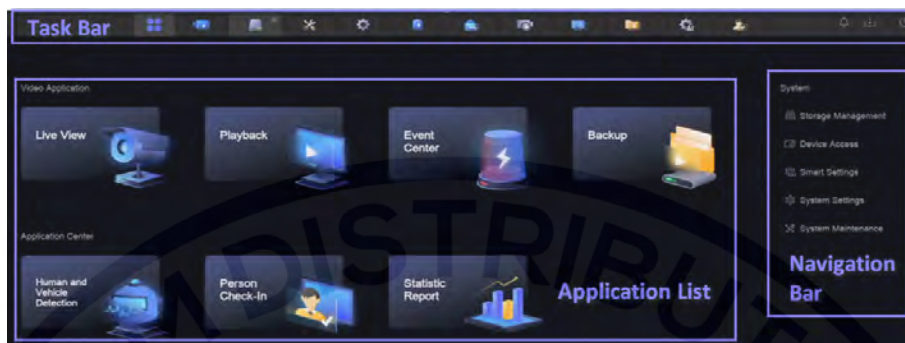 Task Bar
Video Application
Live View
Playback
Event
Center
Backup
Application Center
Human and
Vehicle
Detection
Person
Check-In
Statistic
Report
Application List
System
Storage Management
Device Access
Smart Settings
System Settings
System Maintenance
Navigation
Bar